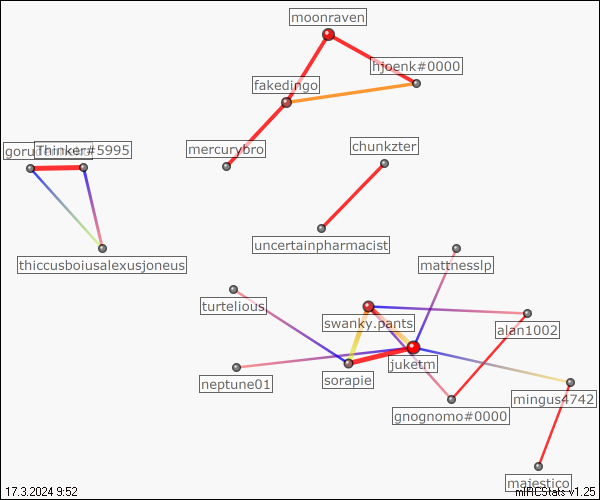 moonraven
hjoenk#0000
fakedingo
mercurybro
chunkzter
Thinker#5995
thiccusboiusalexusjoneus
uncertainpharmacist
mattnesslp
turtelious
swanky.pants
alan1002
juketm
sorapie
neptune01
mingus4742
gnognomo#0000
majestico
17.3.2024 9:52
mIRCStats v1.25